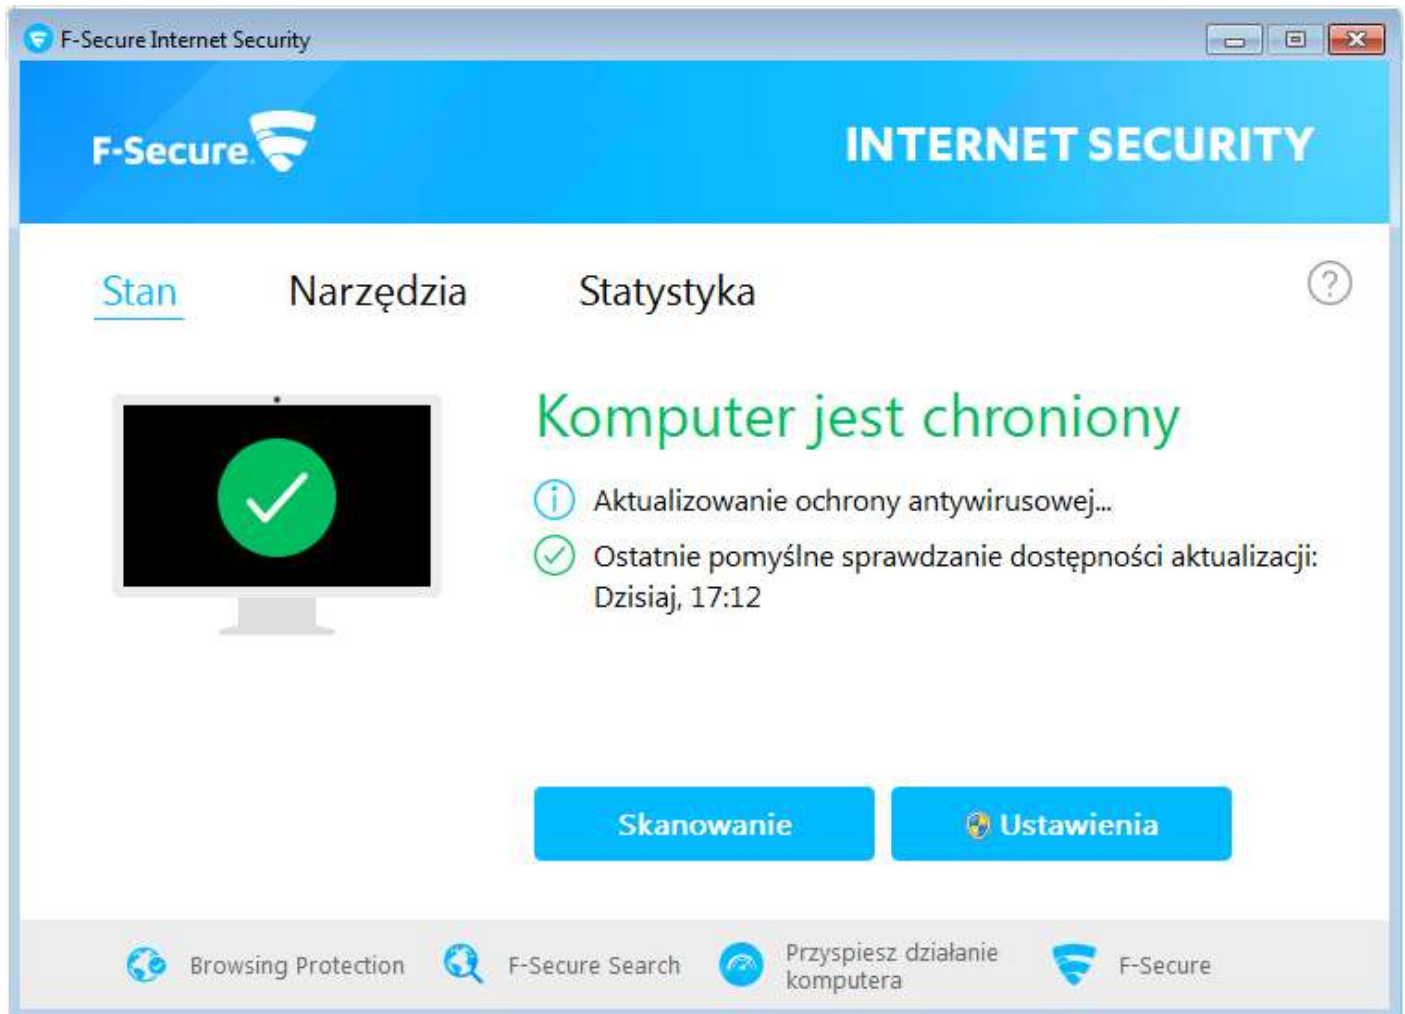 F-Secure Internet Security
F-Secure.
INTERNET SECURITY
Stan
Narzędzia
Statystyka
?
Komputer jest chroniony
Aktualizowanie ochrony antywirusowej...
Ostatnie pomyślne sprawdzanie dostępności aktualizacji:
Dzisiaj, 17:12
Skanowanie
Ustawienia
Browsing Protection
F-Secure Search
Przyspiesz działanie
komputera
F-Secure